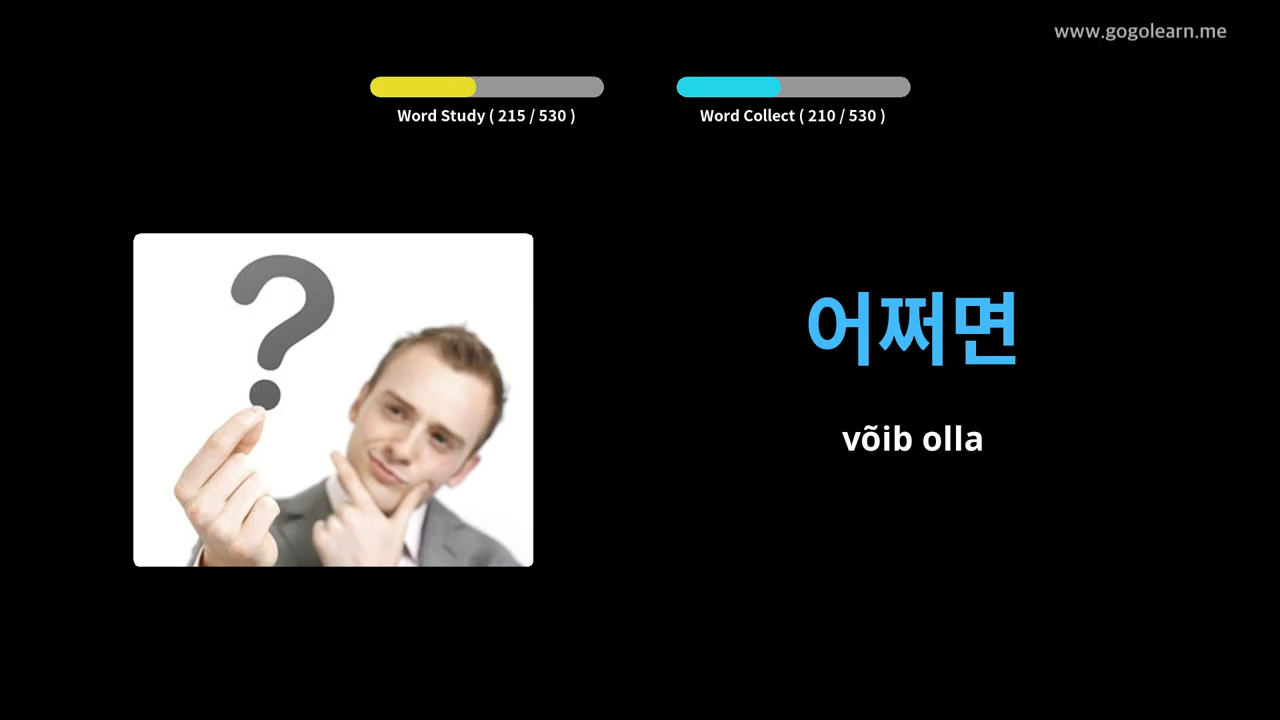 www.gogolearn.me
Word Study ( 215 / 530 )
Word Collect ( 210 / 530 )
어쩌면
võib olla